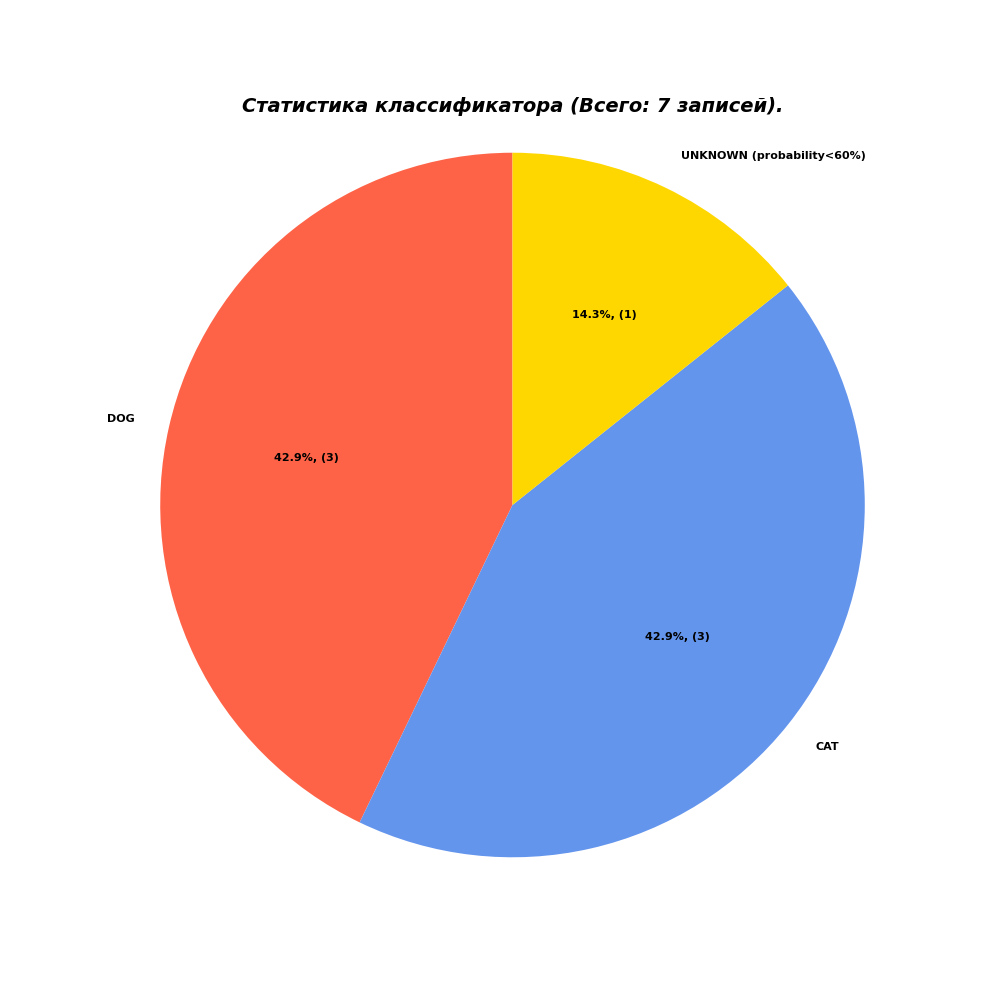 Статистика классификатора (Всего: 7 записей).
UNKNOWN (probability<60%)
14.3%, (1)
DOG
42.9%, (3)
42.9%, (3)
CAT